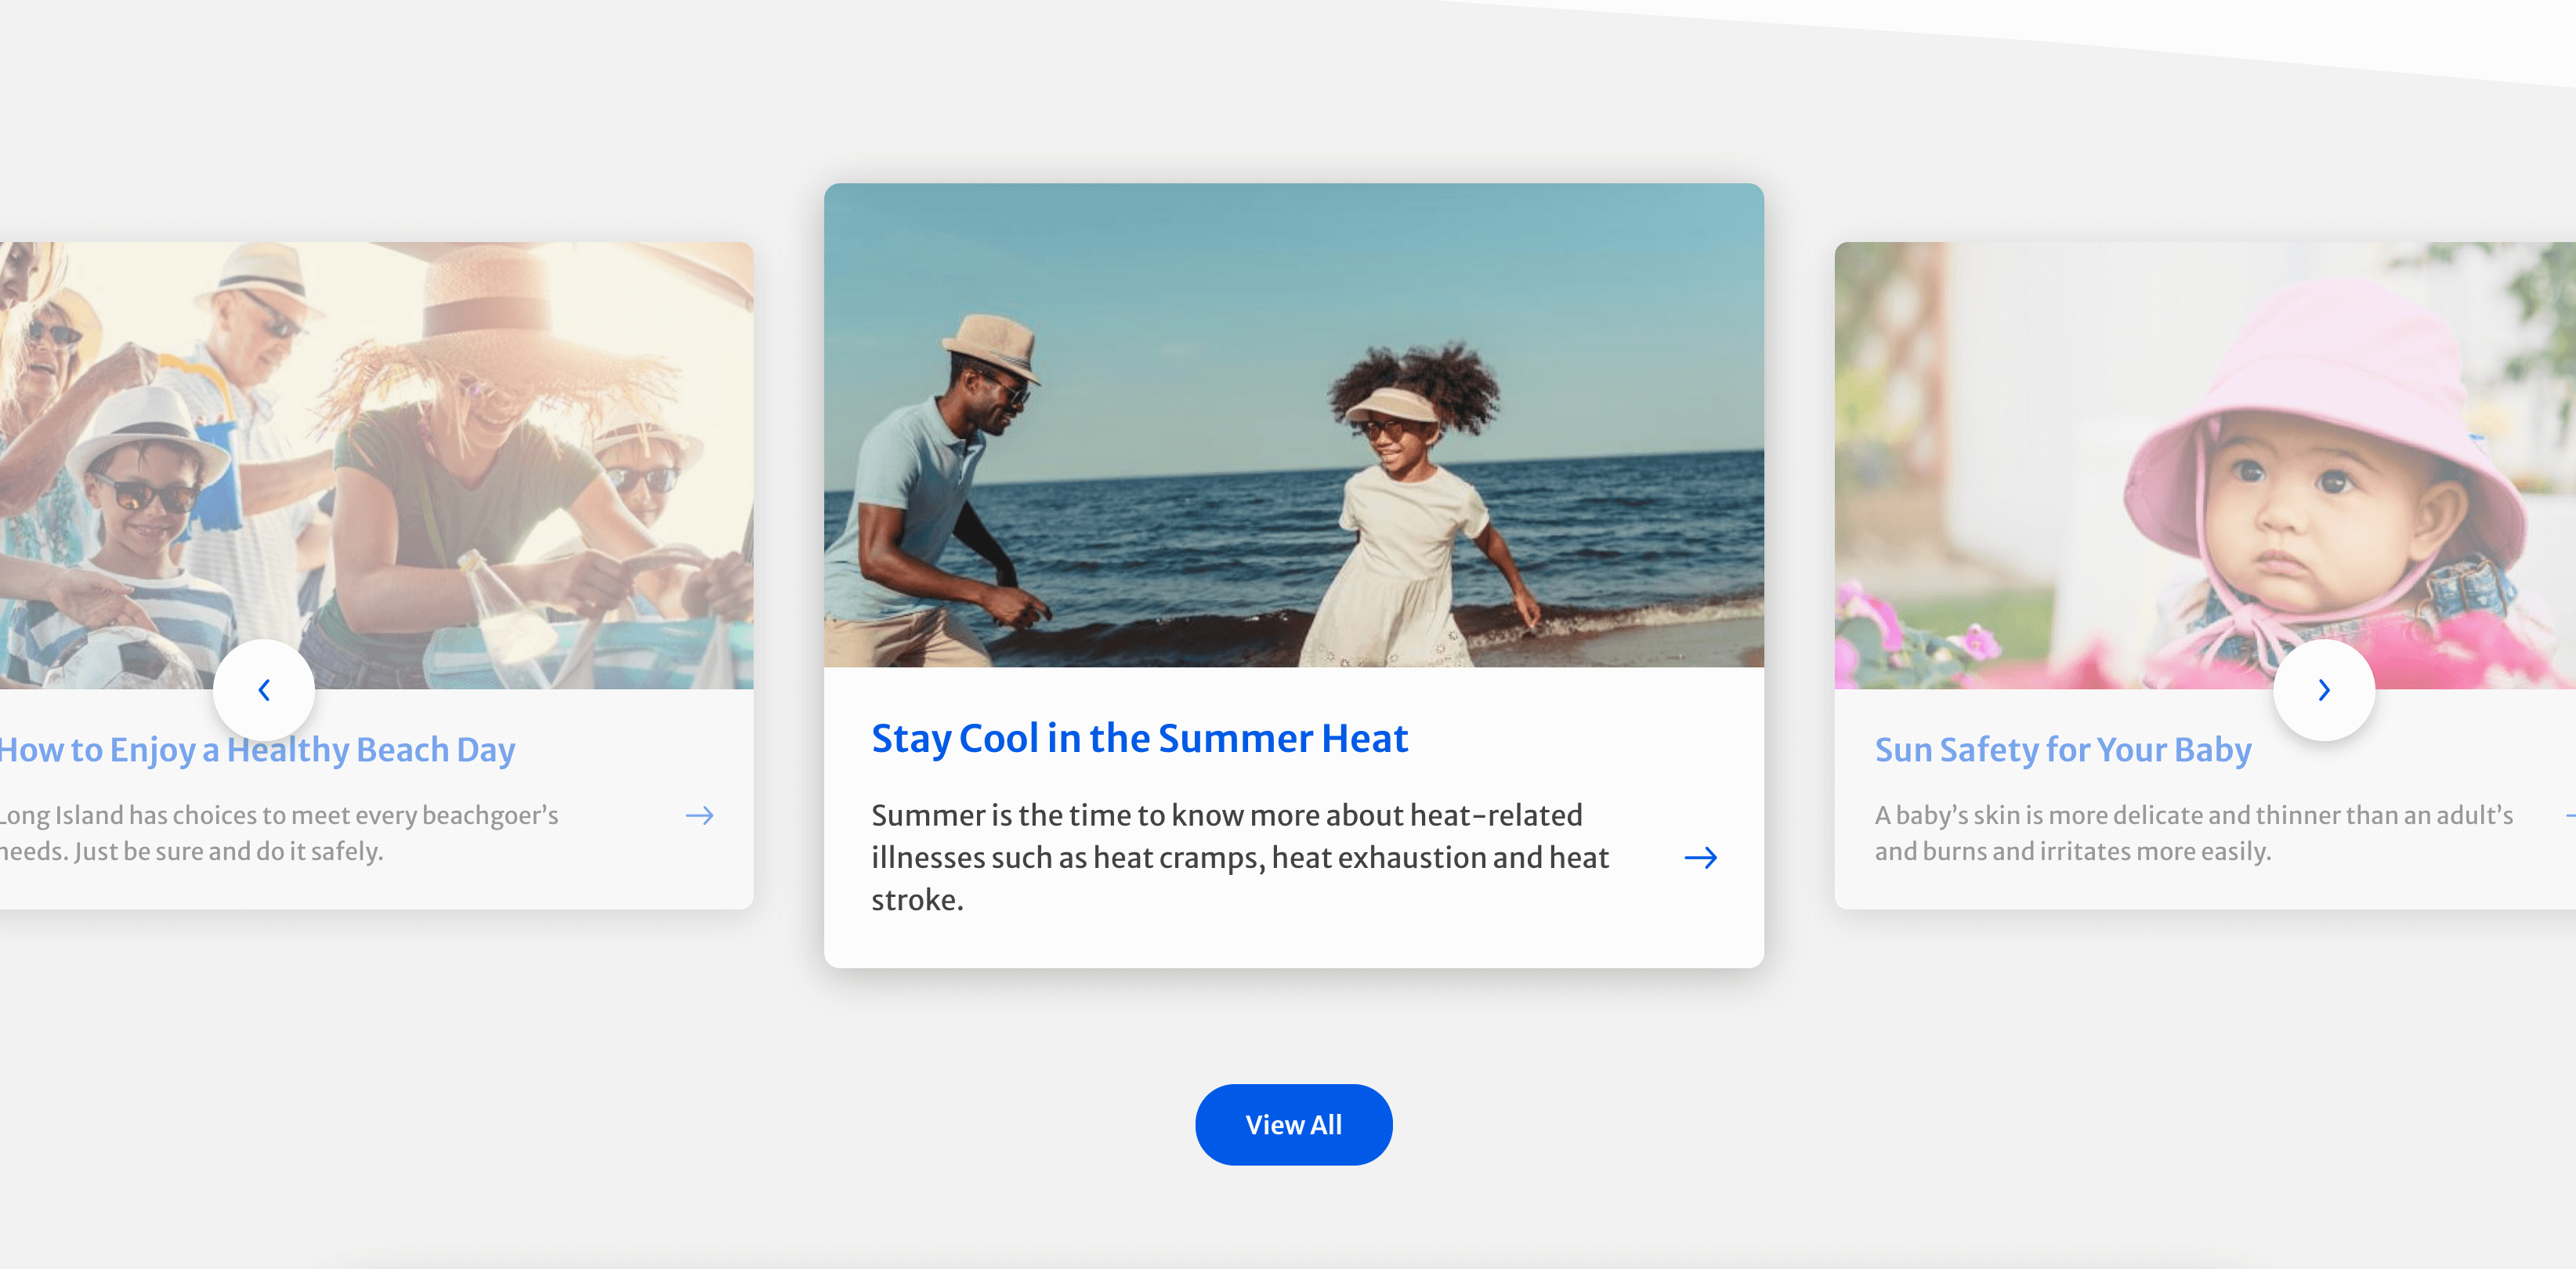 How to Enjoy a Healthy Beach Day
Long Island has choices to meet every beachgoer’s
needs. Just be sure and do it safely.
Stay Cool in the Summer Heat
Summer is the time to know more about heat-related
illnesses such as heat cramps, heat exhaustion and heat
stroke.
Sun Safety for Your Baby
A baby’s skin is more delicate and thinner than an adult’s
and burns and irritates more easily.
View All